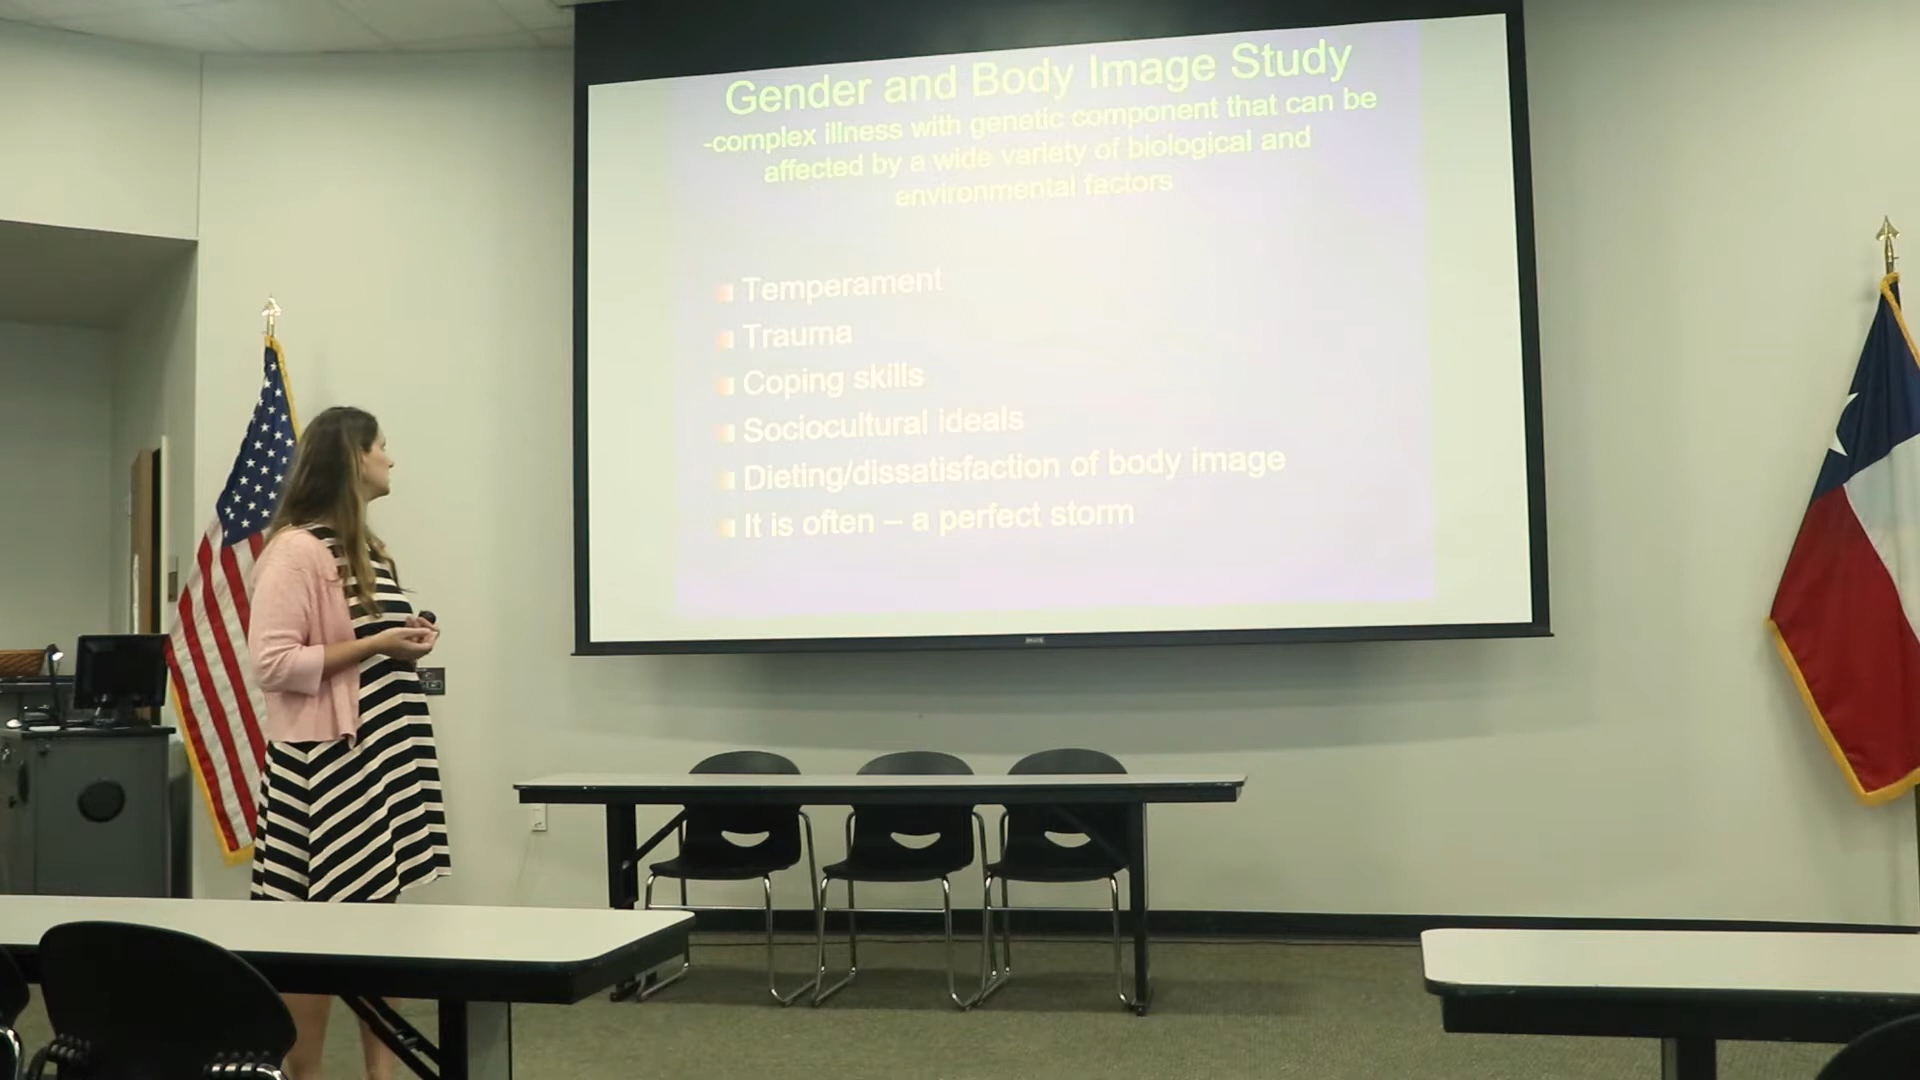 Gender and Body Image Study
-complex illness with genetic component that can be
affected by a wide variety of biological and
environmental factors
Temperament
Trauma
Coping skills
Sociocultural ideals
Dieting/dissatisfaction of body image
It is often – a perfect storm